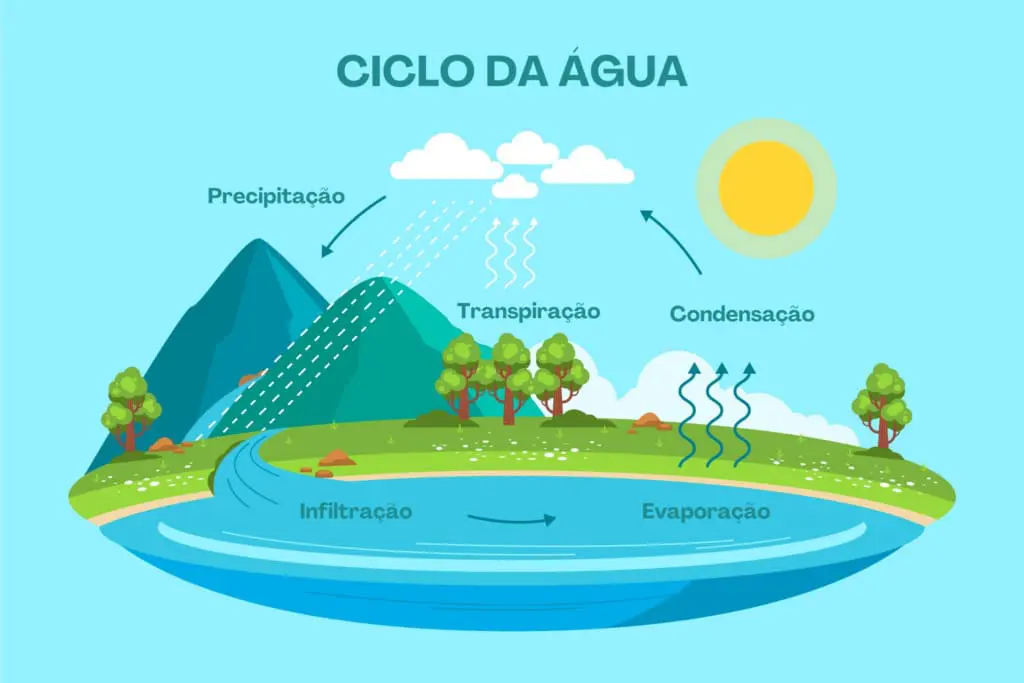 CICLO DA ÁGUA
Precipitação
Transpiração
Condensação
Infiltração
Evaporação